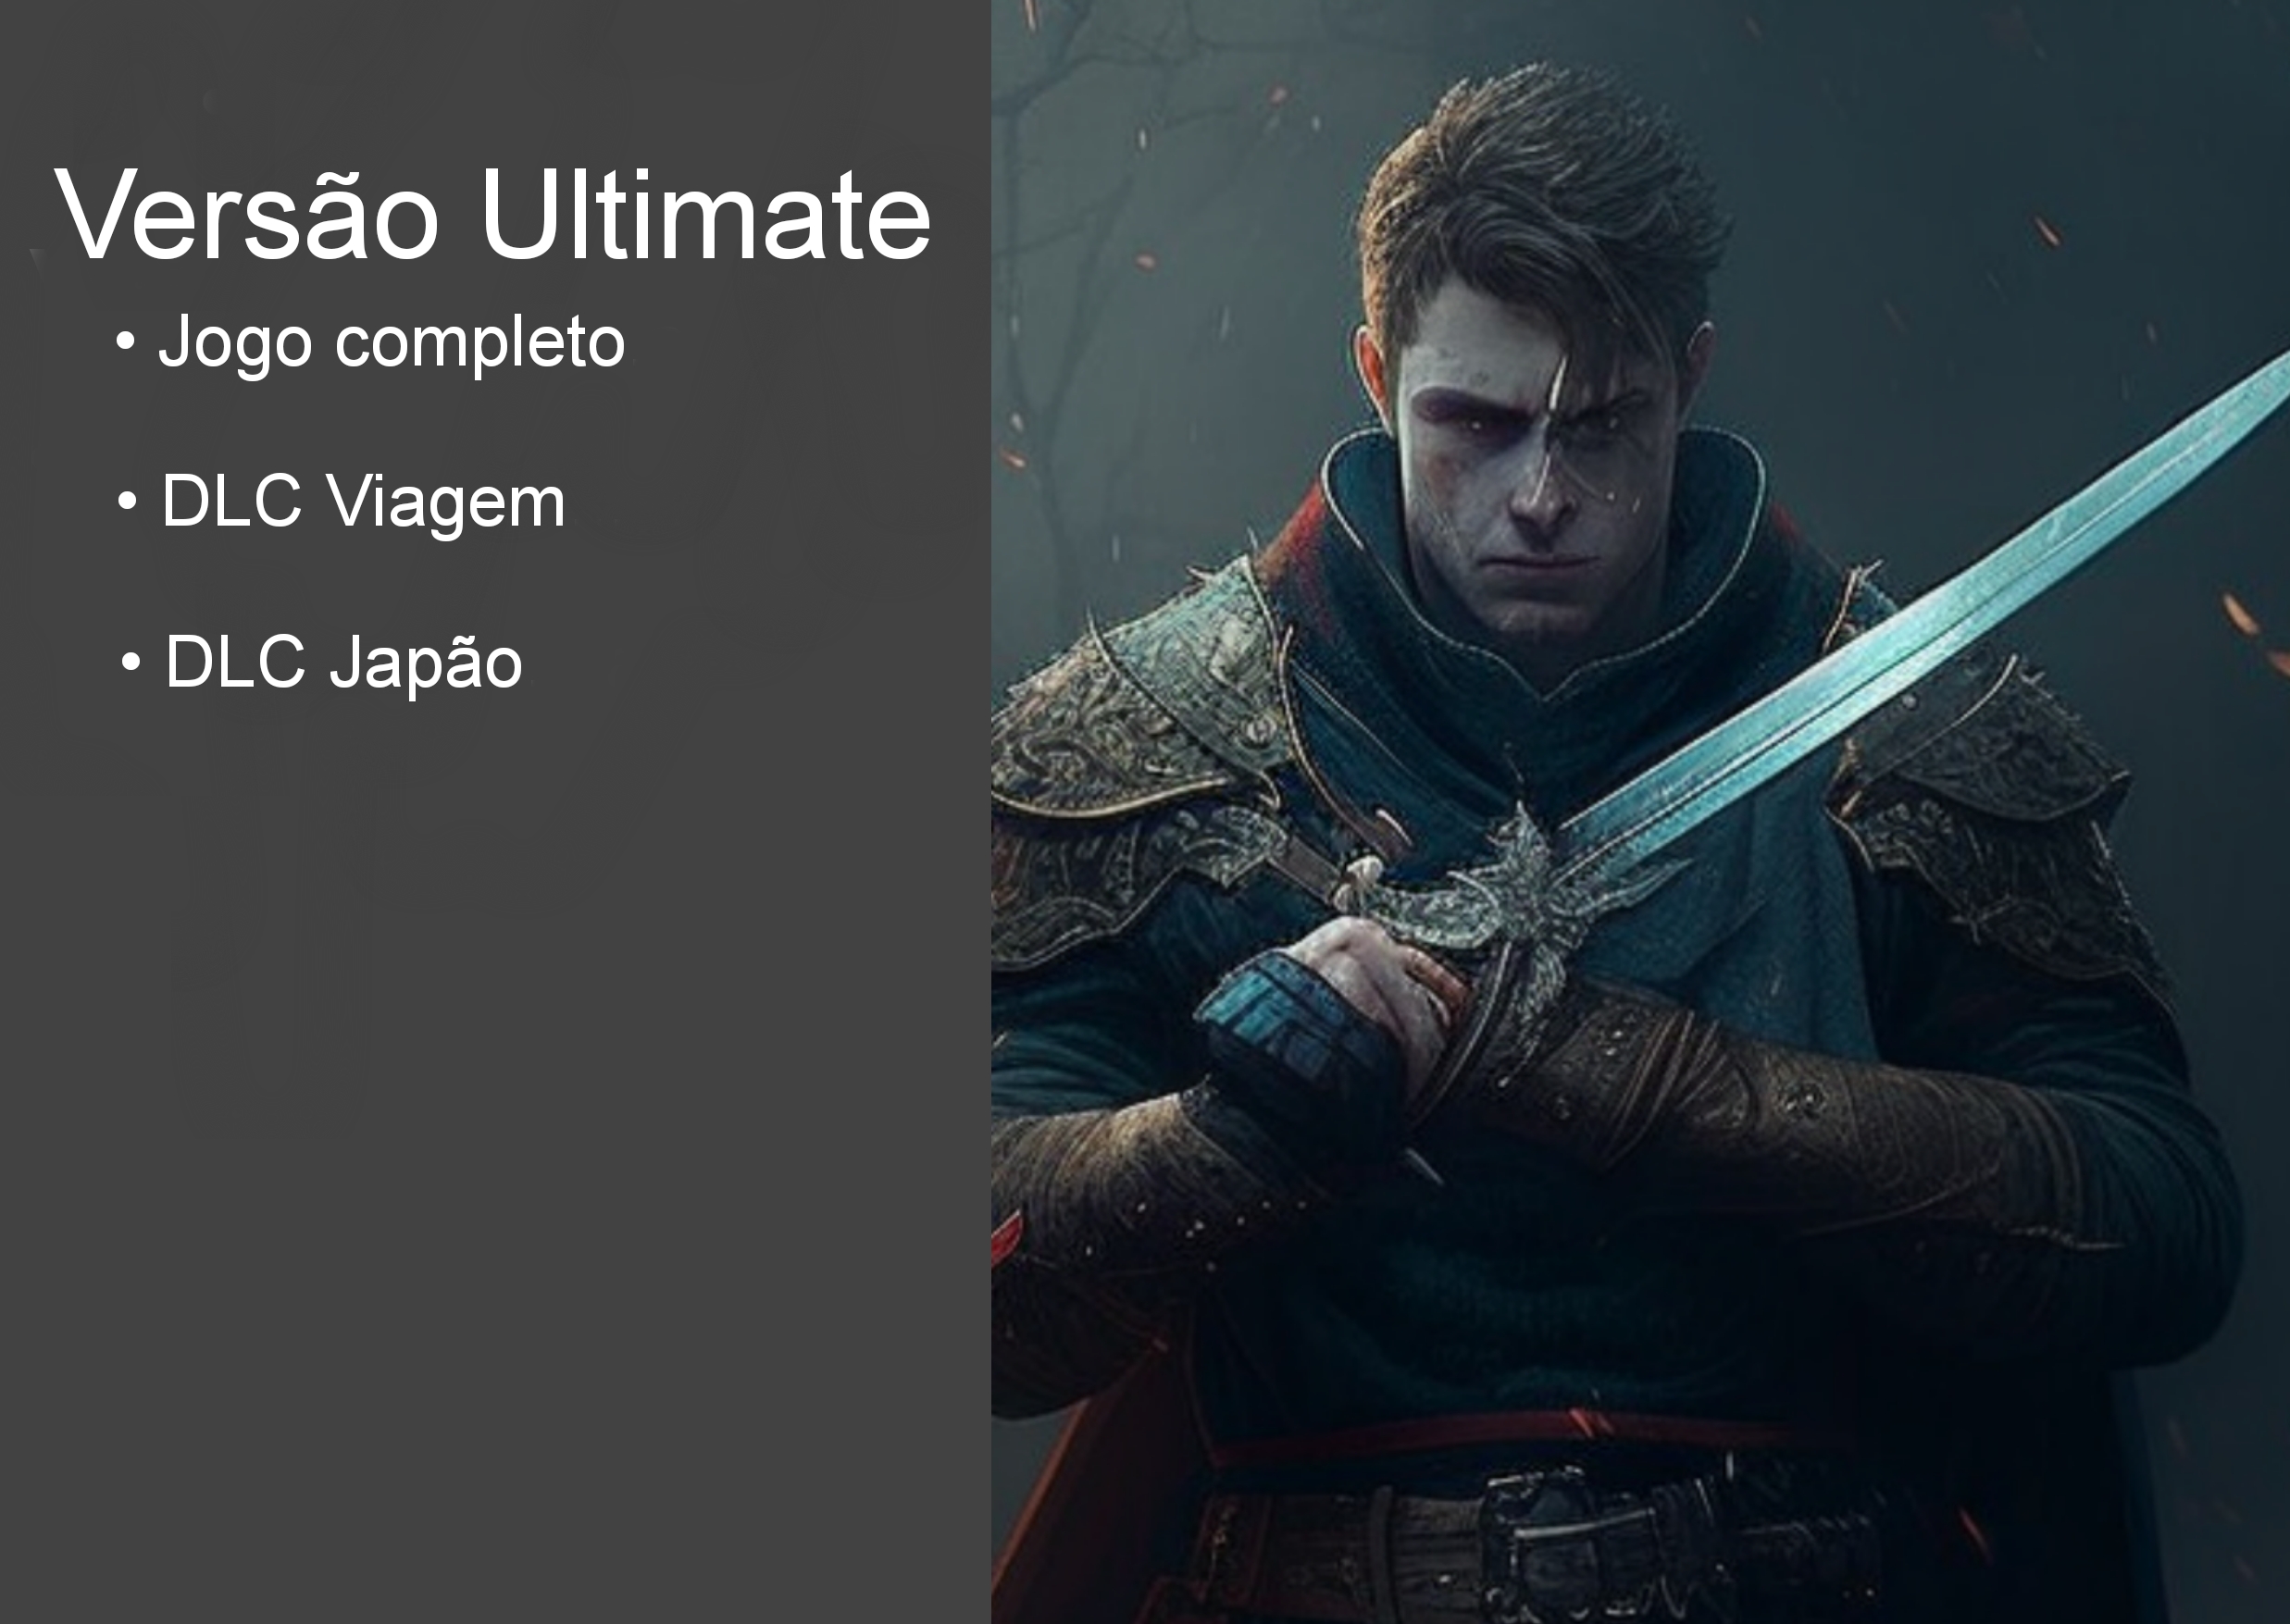 Versão Ultimate
• Jogo completo
• DLC Viagem
• DLC Japão